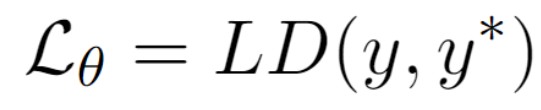 ℒ_θ = LD(y, y*)